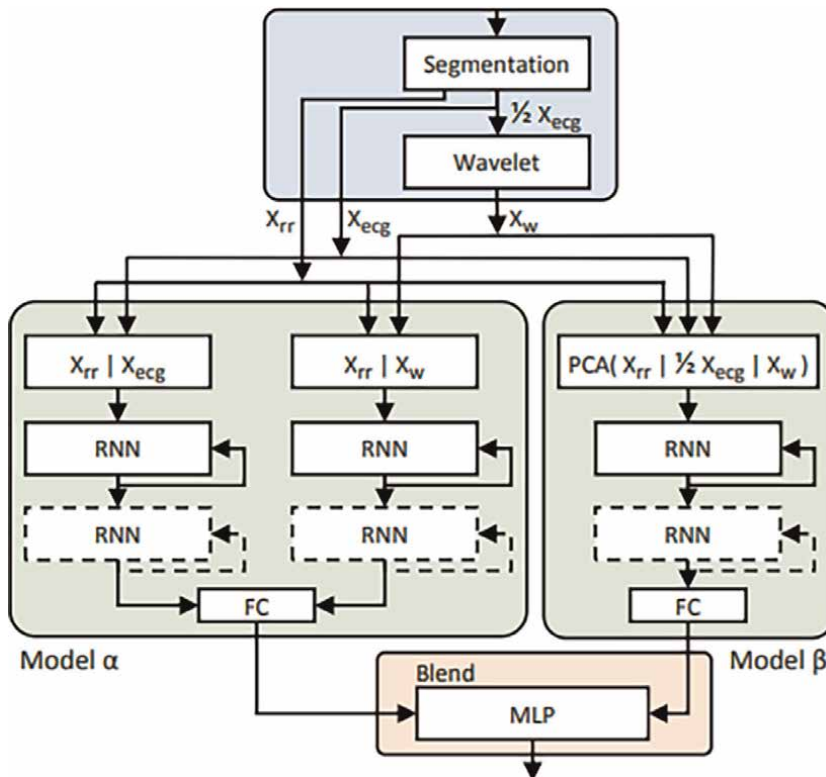 Segmentation
½ Xecg
Wavelet
Xrr
Xecg
Xw
Xrr | Xecg
Xrr | Xw
PCA( Xrr | ½ Xecg | Xw )
RNN
RNN
RNN
RNN
RNN
RNN
FC
FC
Model α
Model β
Blend
MLP